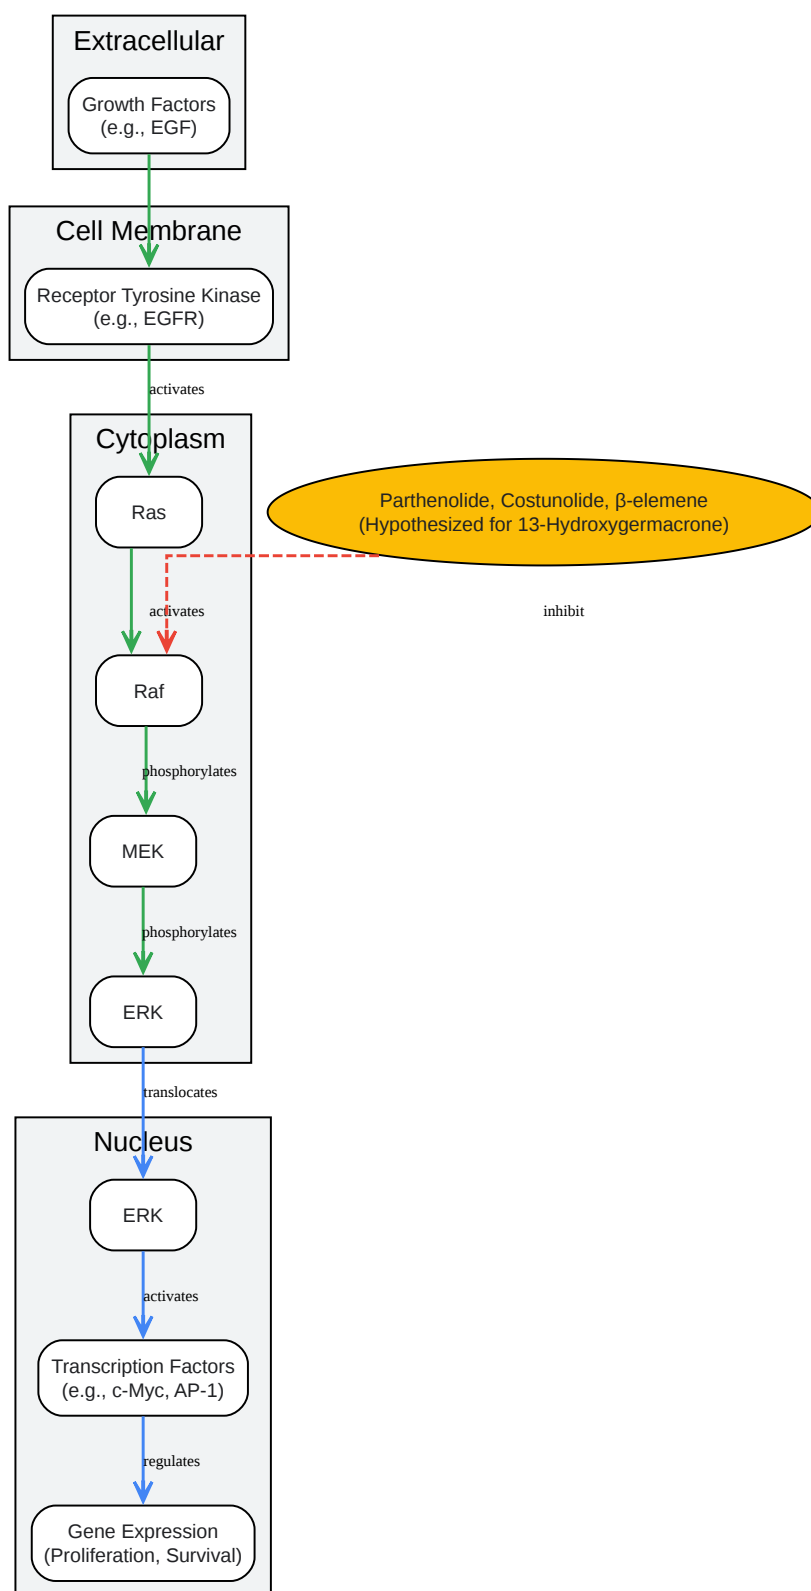 Extracellular
Growth Factors
(e.g., EGF)
Cell Membrane
Receptor Tyrosine Kinase
(e.g., EGFR)
activates
Cytoplasm
Ras
Parthenolide, Costunolide, β-elemene
(Hypothesized for 13-Hydroxygermacrone)
activates
inhibit
Raf
phosphorylates
MEK
phosphorylates
ERK
translocates
Nucleus
ERK
activates
Transcription Factors
(e.g., c-Myc, AP-1)
regulates
Gene Expression
(Proliferation, Survival)